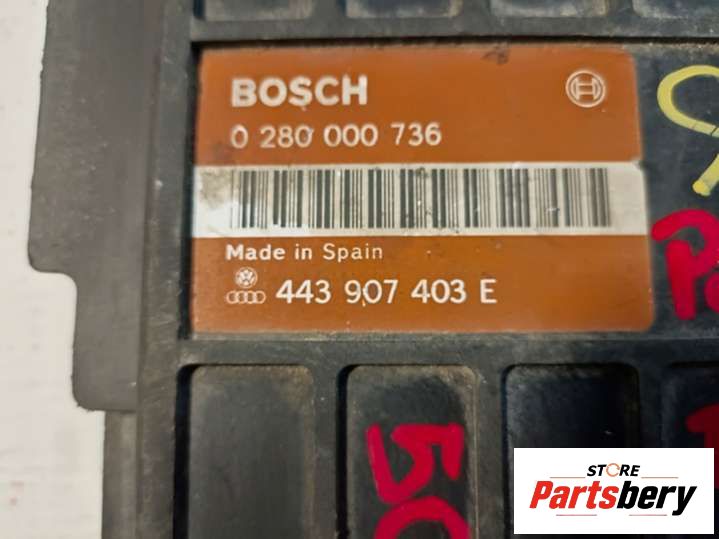 BOSCH
0 280 000 736
Made in Spain
443 907 403 E
STORE
Partsbery